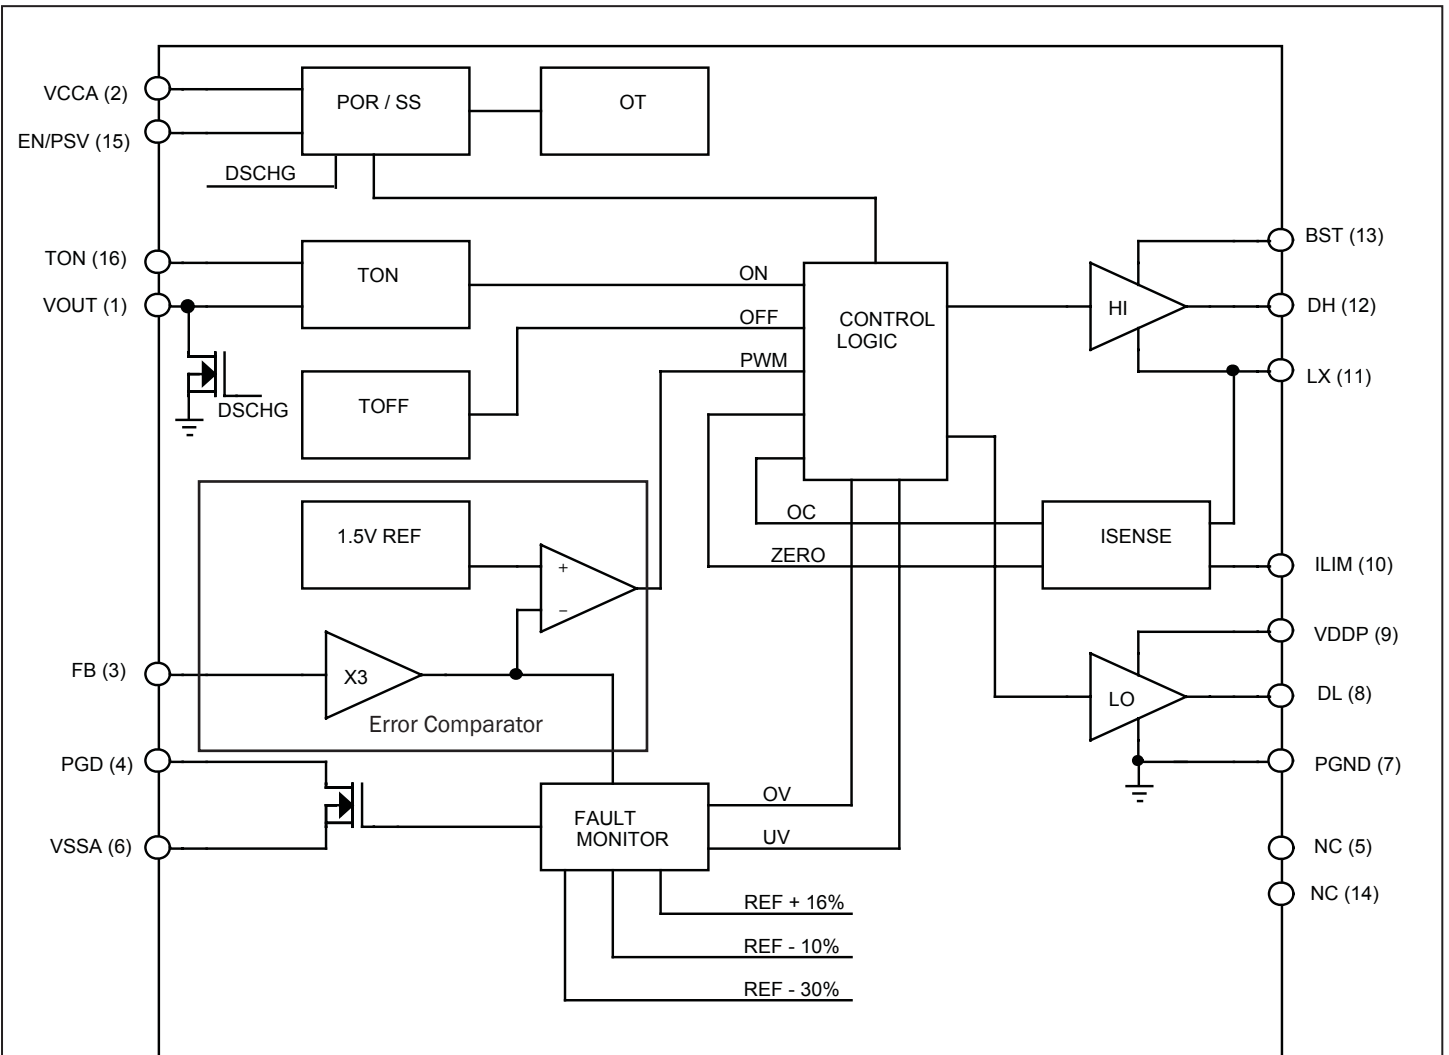 VCCA (2)
POR / SS
OT
EN/PSV (15)
DSCHG
BST (13)
TON (16)
TON
ON
VOUT (1)
HI
DH (12)
OFF
CONTROL
LOGIC
PWM
LX (11)
DSCHG
TOFF
OC
1.5V REF
ISENSE
ZERO
ILIM (10)
+
−
VDDP (9)
FB (3)
X3
LO
DL (8)
Error Comparator
PGD (4)
PGND (7)
OV
FAULT
MONITOR
UV
VSSA (6)
NC (5)
NC (14)
REF + 16%
REF - 10%
REF - 30%